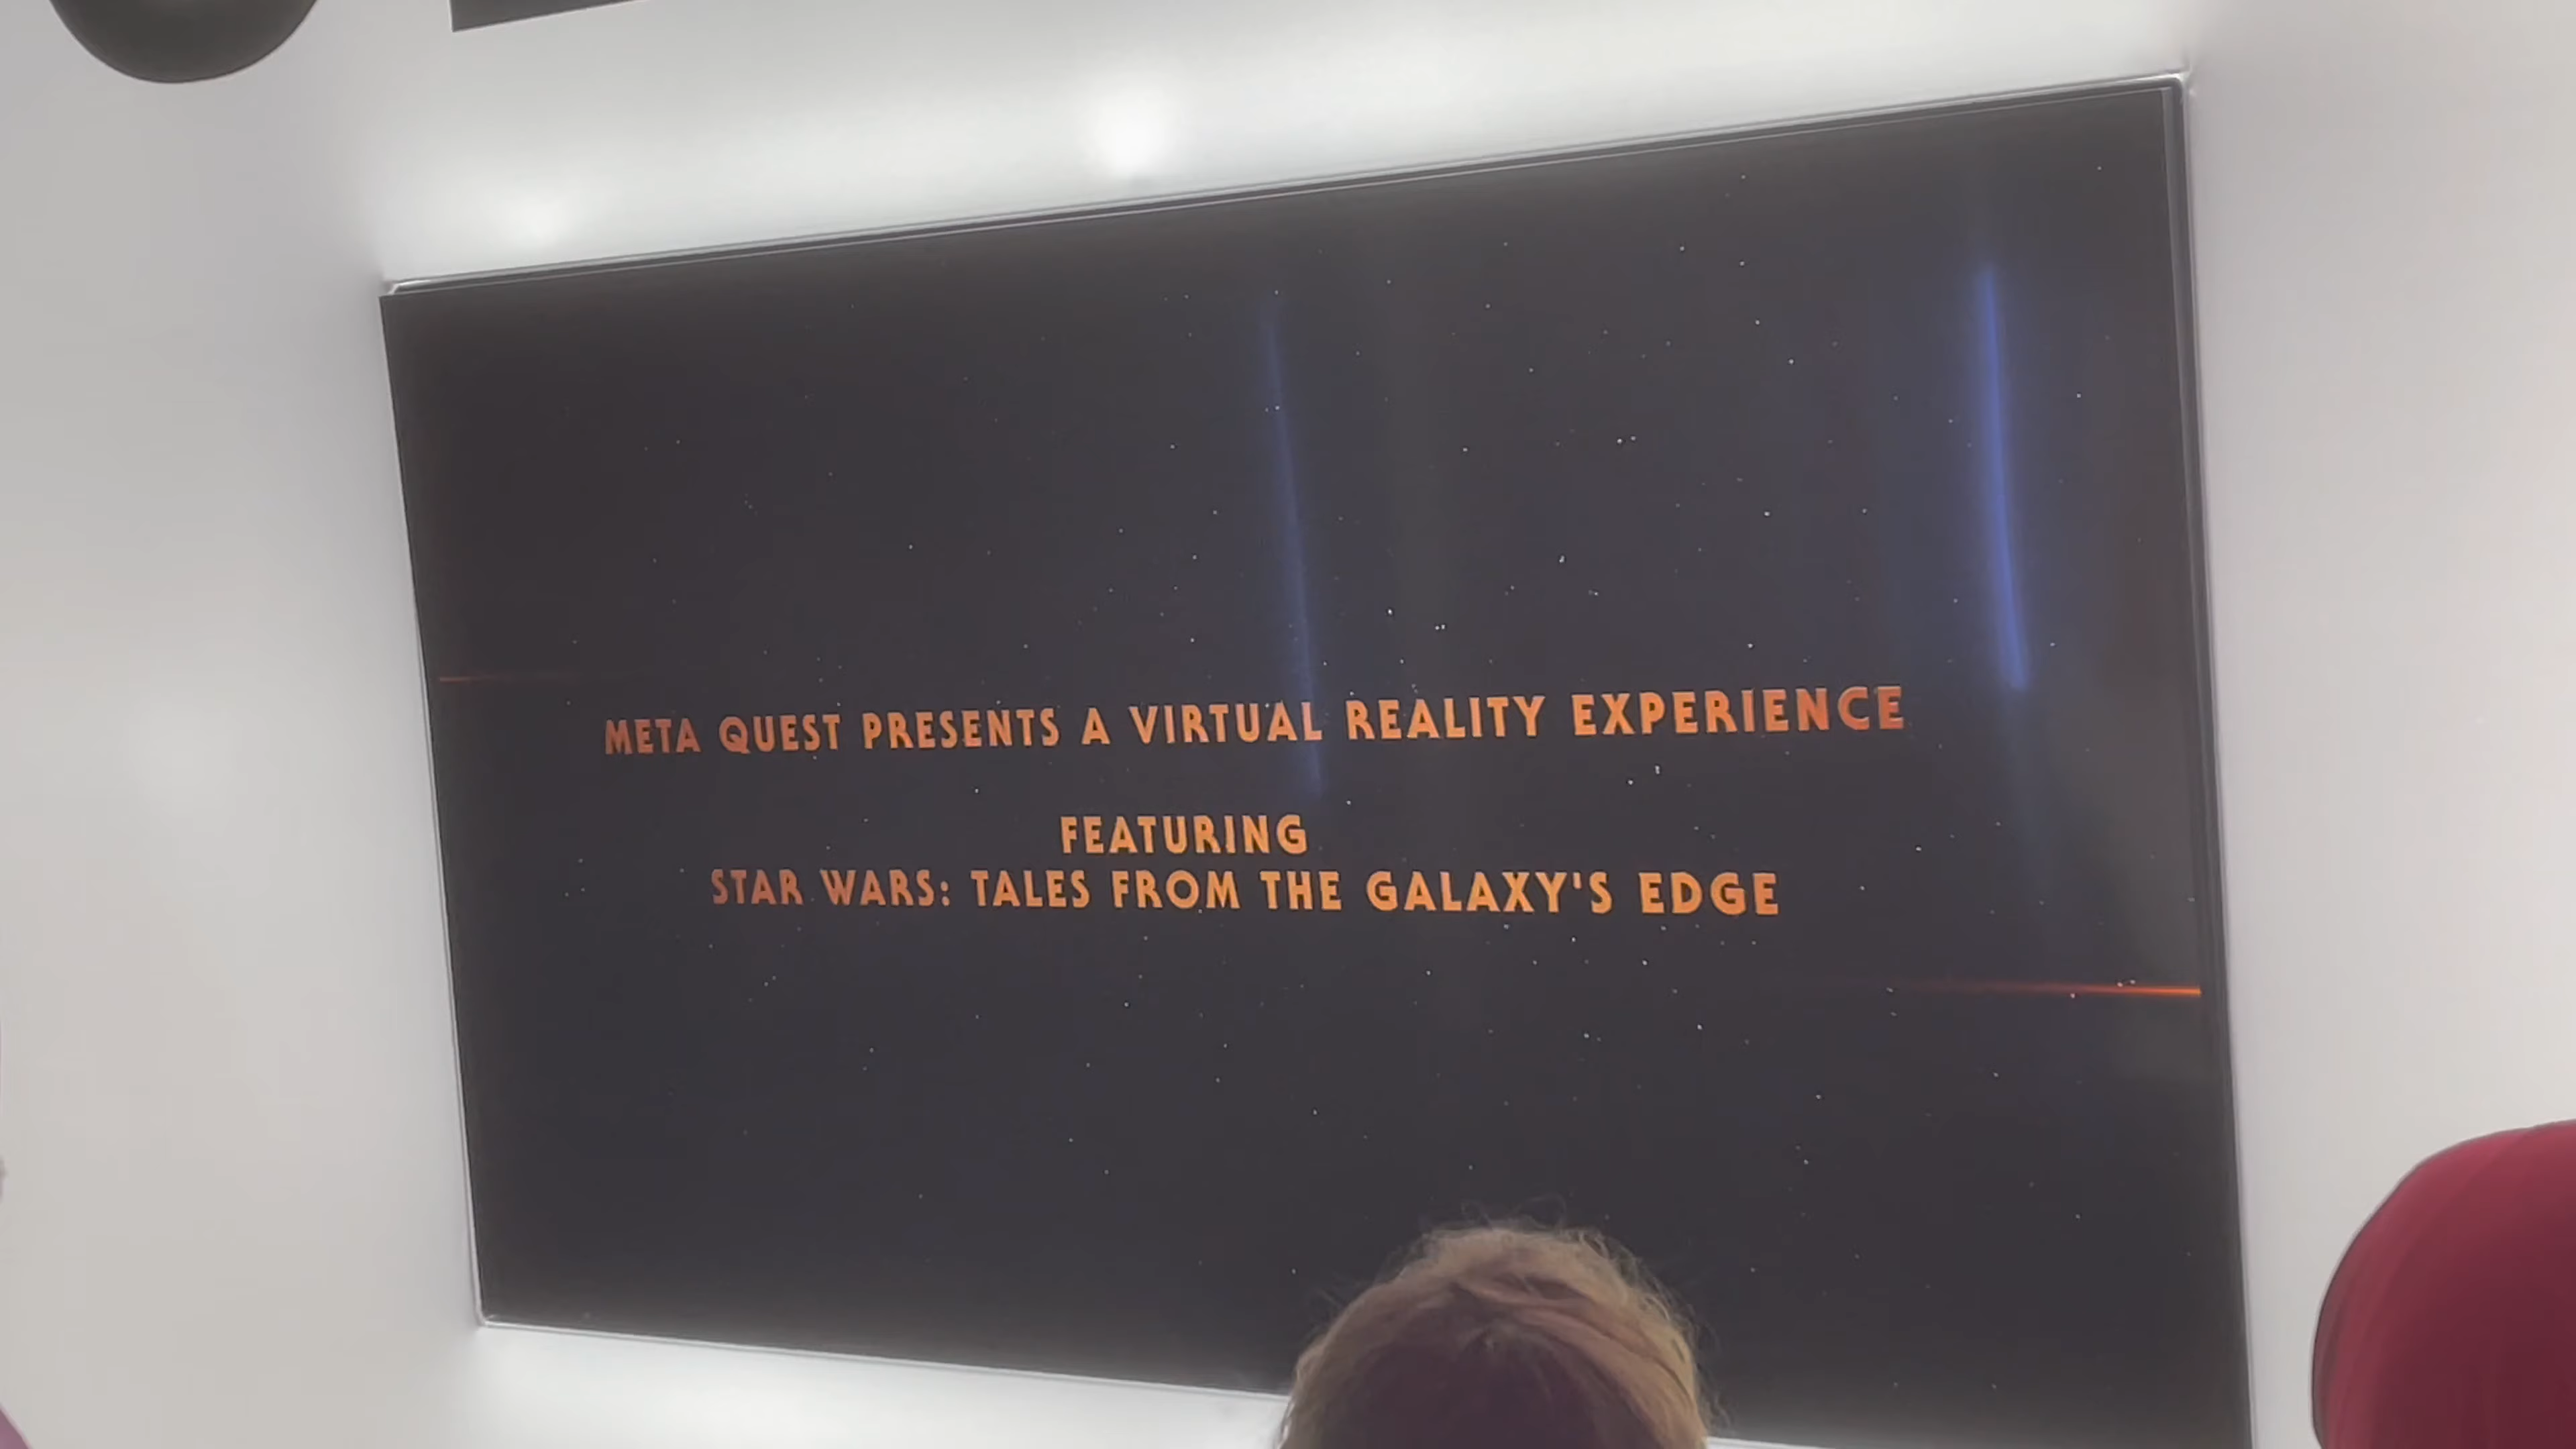 META QUEST PRESENTS A VIRTUAL REALITY EXPERIENCE
FEATURING
STAR WARS: TALES FROM THE GALAXY'S EDGE